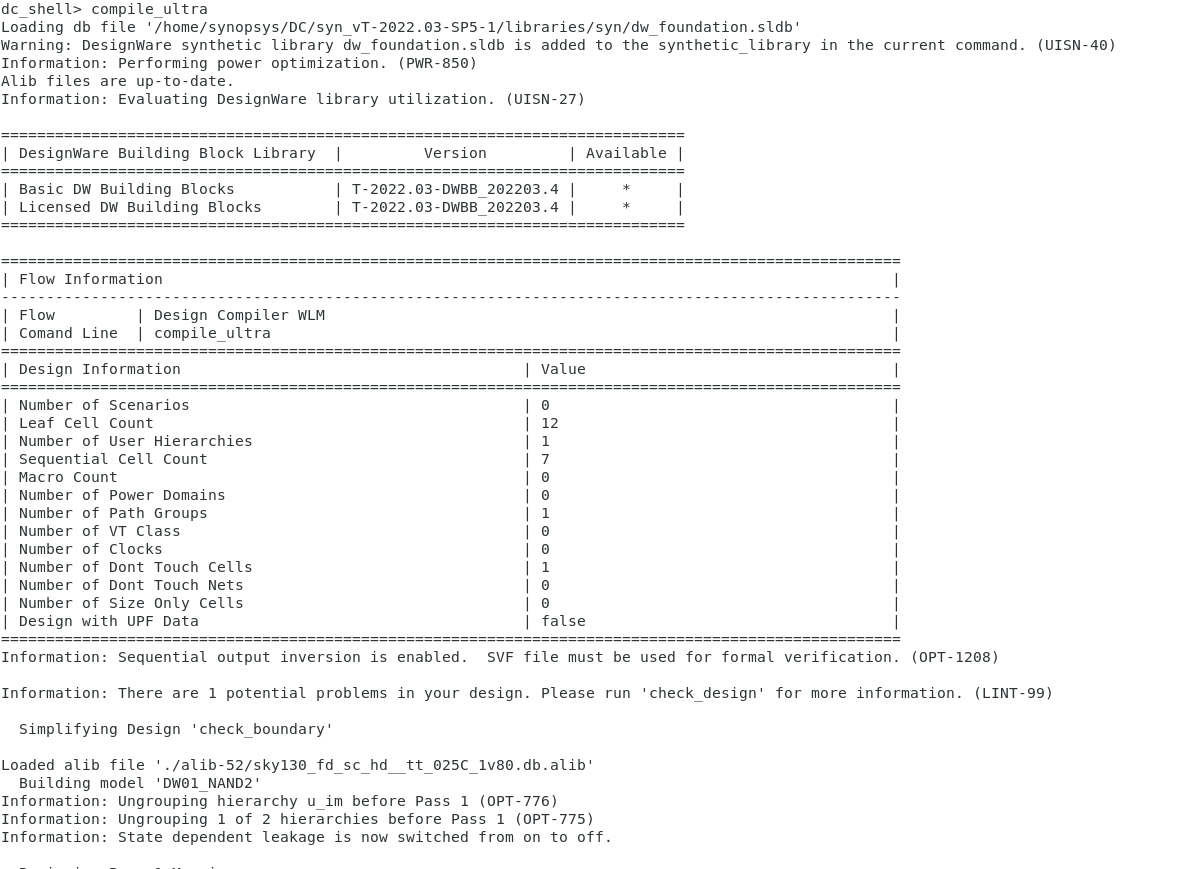 dc_shell> compile_ultra
Loading db file '/home/synopsys/DC/syn_vT-2022.03-SP5-1/libraries/syn/dw_foundation.sldb'
Warning: DesignWare synthetic library dw_foundation.sldb is added to the synthetic_library in the current command. (UISN-40)
Information: Performing power optimization. (PWR-850)
Alib files are up-to-date.
Information: Evaluating DesignWare library utilization. (UISN-27)
============================================================================
| DesignWare Building Block Library  |         Version         | Available |
============================================================================
| Basic DW Building Blocks           | T-2022.03-DWBB_202203.4 |     *     |
| Licensed DW Building Blocks        | T-2022.03-DWBB_202203.4 |     *     |
============================================================================
====================================================================================================
| Flow Information                                                                                 |
----------------------------------------------------------------------------------------------------
| Flow         | Design Compiler WLM                                                               |
| Comand Line  | compile_ultra                                                                     |
====================================================================================================
| Design Information                                      | Value                                  |
====================================================================================================
| Number of Scenarios                                     | 0                                      |
| Leaf Cell Count                                         | 12                                     |
| Number of User Hierarchies                              | 1                                      |
| Sequential Cell Count                                   | 7                                      |
| Macro Count                                             | 0                                      |
| Number of Power Domains                                 | 0                                      |
| Number of Path Groups                                   | 1                                      |
| Number of VT Class                                      | 0                                      |
| Number of Clocks                                        | 0                                      |
| Number of Dont Touch Cells                              | 1                                      |
| Number of Dont Touch Nets                               | 0                                      |
| Number of Size Only Cells                               | 0                                      |
| Design with UPF Data                                    | false                                  |
====================================================================================================
Information: Sequential output inversion is enabled.  SVF file must be used for formal verification. (OPT-1208)
Information: There are 1 potential problems in your design. Please run 'check_design' for more information. (LINT-99)
  Simplifying Design 'check_boundary'
Loaded alib file './alib-52/sky130_fd_sc_hd__tt_025C_1v80.db.alib'
  Building model 'DW01_NAND2'
Information: Ungrouping hierarchy u_im before Pass 1 (OPT-776)
Information: Ungrouping 1 of 2 hierarchies before Pass 1 (OPT-775)
Information: State dependent leakage is now switched from on to off.